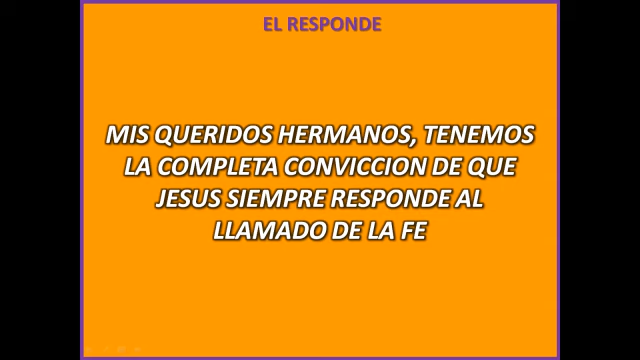 EL RESPONDE
MIS QUERIDOS HERMANOS, TENEMOS
LA COMPLETA CONVICCION DE QUE
JESUS SIEMPRE RESPONDE AL
LLAMADO DE LA FE